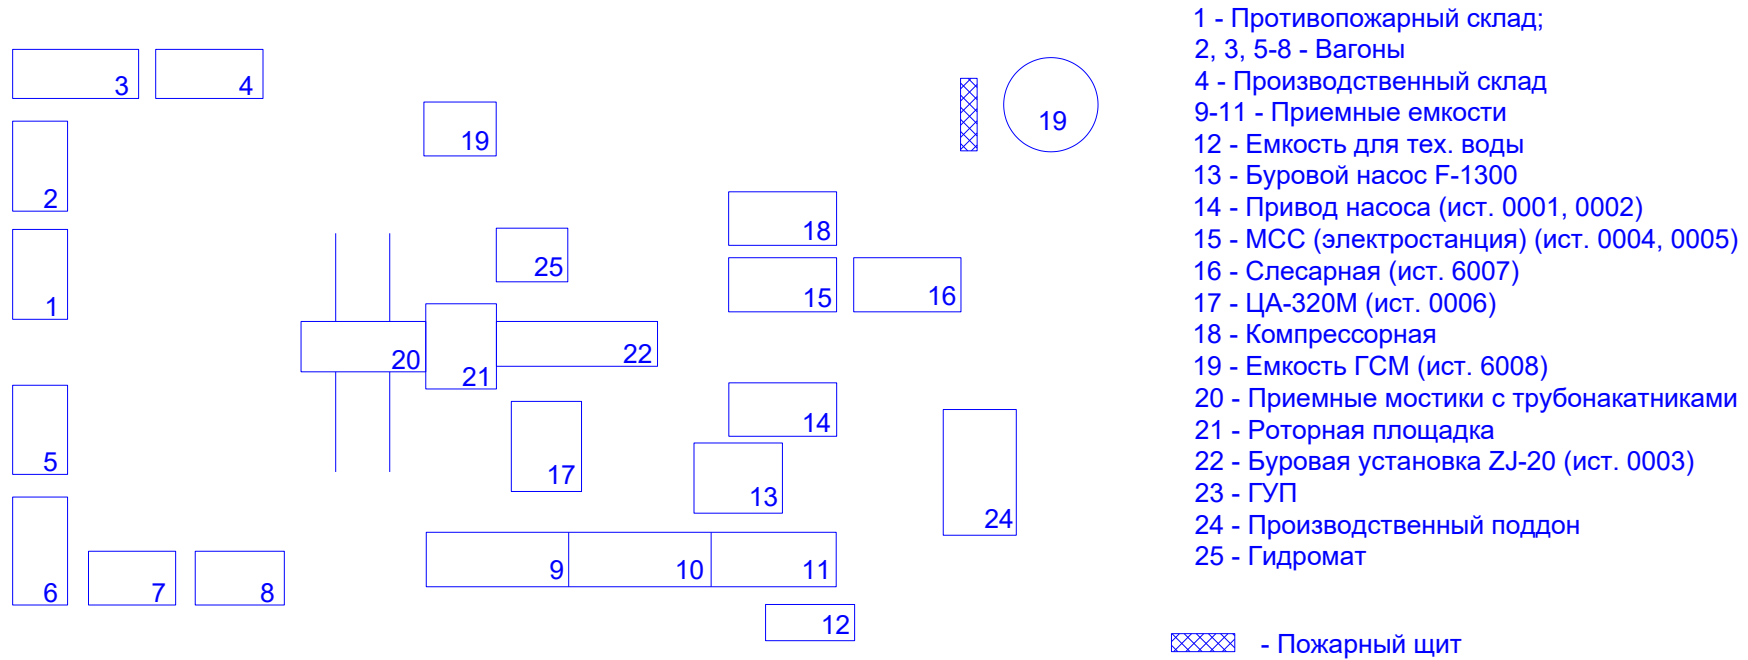 1 - Противопожарный склад;
2, 3, 5-8 - Вагоны
4 - Производственный склад
9-11 - Приемные емкости
12 - Емкость для тех. воды
13 - Буровой насос F-1300
14 - Привод насоса (ист. 0001, 0002)
15 - МСС (электростанция) (ист. 0004, 0005)
16 - Слесарная (ист. 6007)
17 - ЦА-320М (ист. 0006)
18 - Компрессорная
19 - Емкость ГСМ (ист. 6008)
20 - Приемные мостики с трубонакатниками
21 - Роторная площадка
22 - Буровая установка ZJ-20 (ист. 0003)
23 - ГУП
24 - Производственный поддон
25 - Гидромат
- Пожарный щит
3
4
19
19
2
18
25
15
16
1
20
21
22
14
5
17
13
24
9
10
11
6
7
8
12